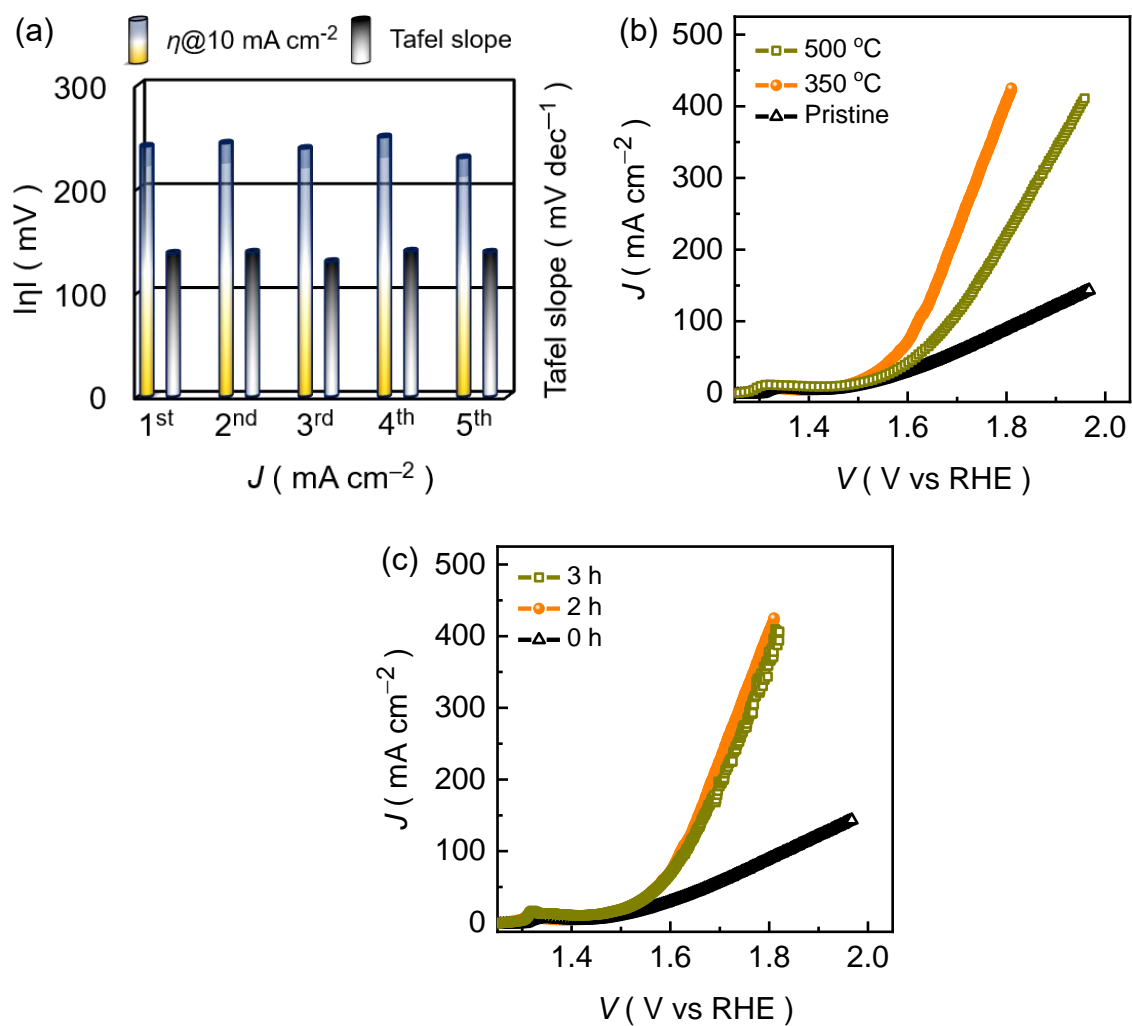 (a)
η@10 mA cm⁻² Tafel slope
300
200
100
0
IηI ( mV)
Tafel slope ( mV dec⁻¹)
1ˢᵗ 2ⁿᵈ 3ʳᵈ 4ᵗʰ 5ᵗʰ
J ( mA cm⁻² )
(b)
500 ºC
350 ºC
Pristine
500
400
300
200
100
0
J ( mA cm⁻² )
1.4 1.6 1.8 2.0
V ( V vs RHE )
(c)
3 h
2 h
0 h
500
400
300
200
100
0
J ( mA cm⁻² )
1.4 1.6 1.8 2.0
V ( V vs RHE )